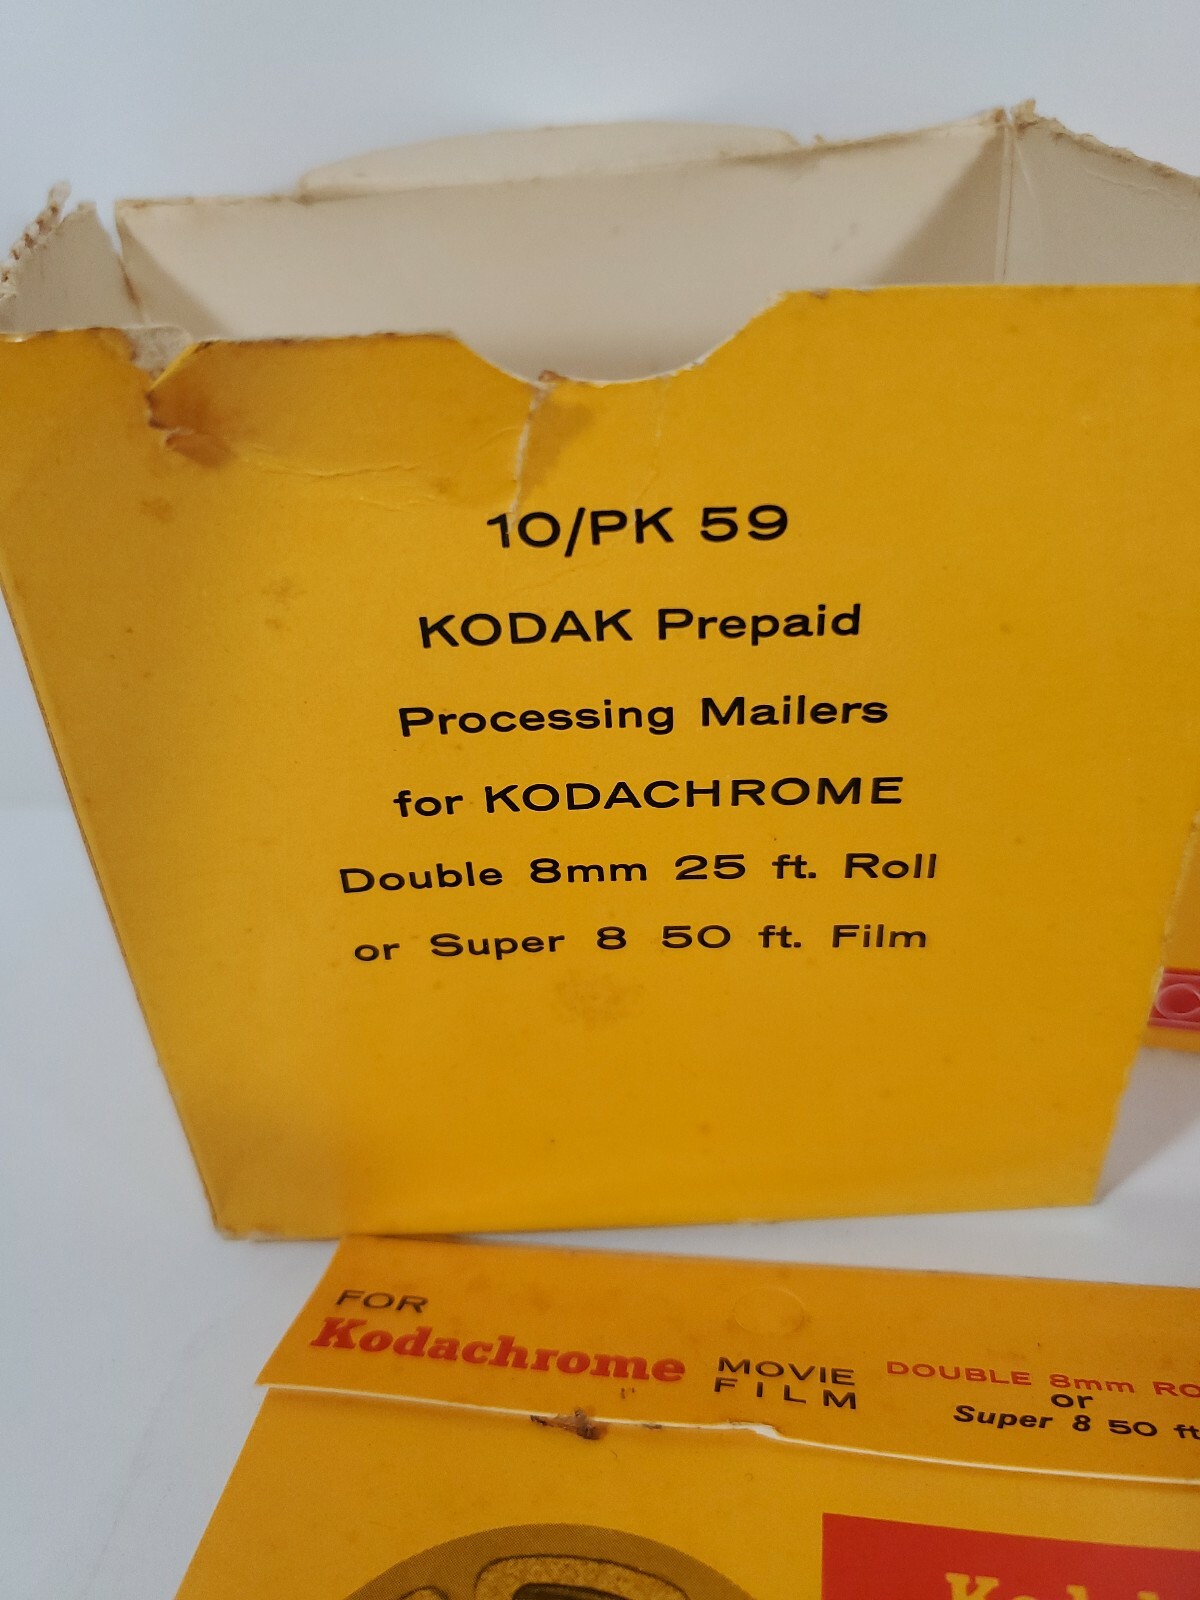 10/PK 59
KODAK Prepaid
Processing Mailers
for KODACHROME
Double 8mm 25 ft. Roll
or Super 8 50 ft. Film
FOR
Kodachrome
MOVIE
FILM
DOUBLE 8mm
or
Super 8 50 ft